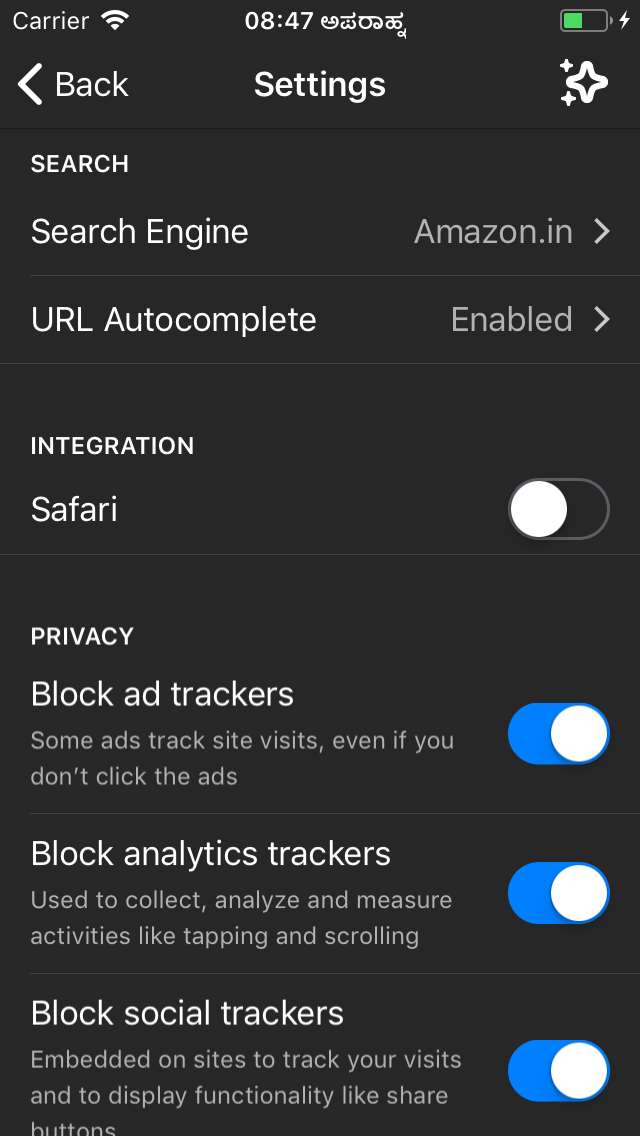 Carrier 08:47 ಅಪರಾಹ್ನ
Back Settings
SEARCH
Search Engine Amazon.in
URL Autocomplete Enabled
INTEGRATION
Safari
PRIVACY
Block ad trackers
Some ads track site visits, even if you
don’t click the ads
Block analytics trackers
Used to collect, analyze and measure
activities like tapping and scrolling
Block social trackers
Embedded on sites to track your visits
and to display functionality like share
buttons